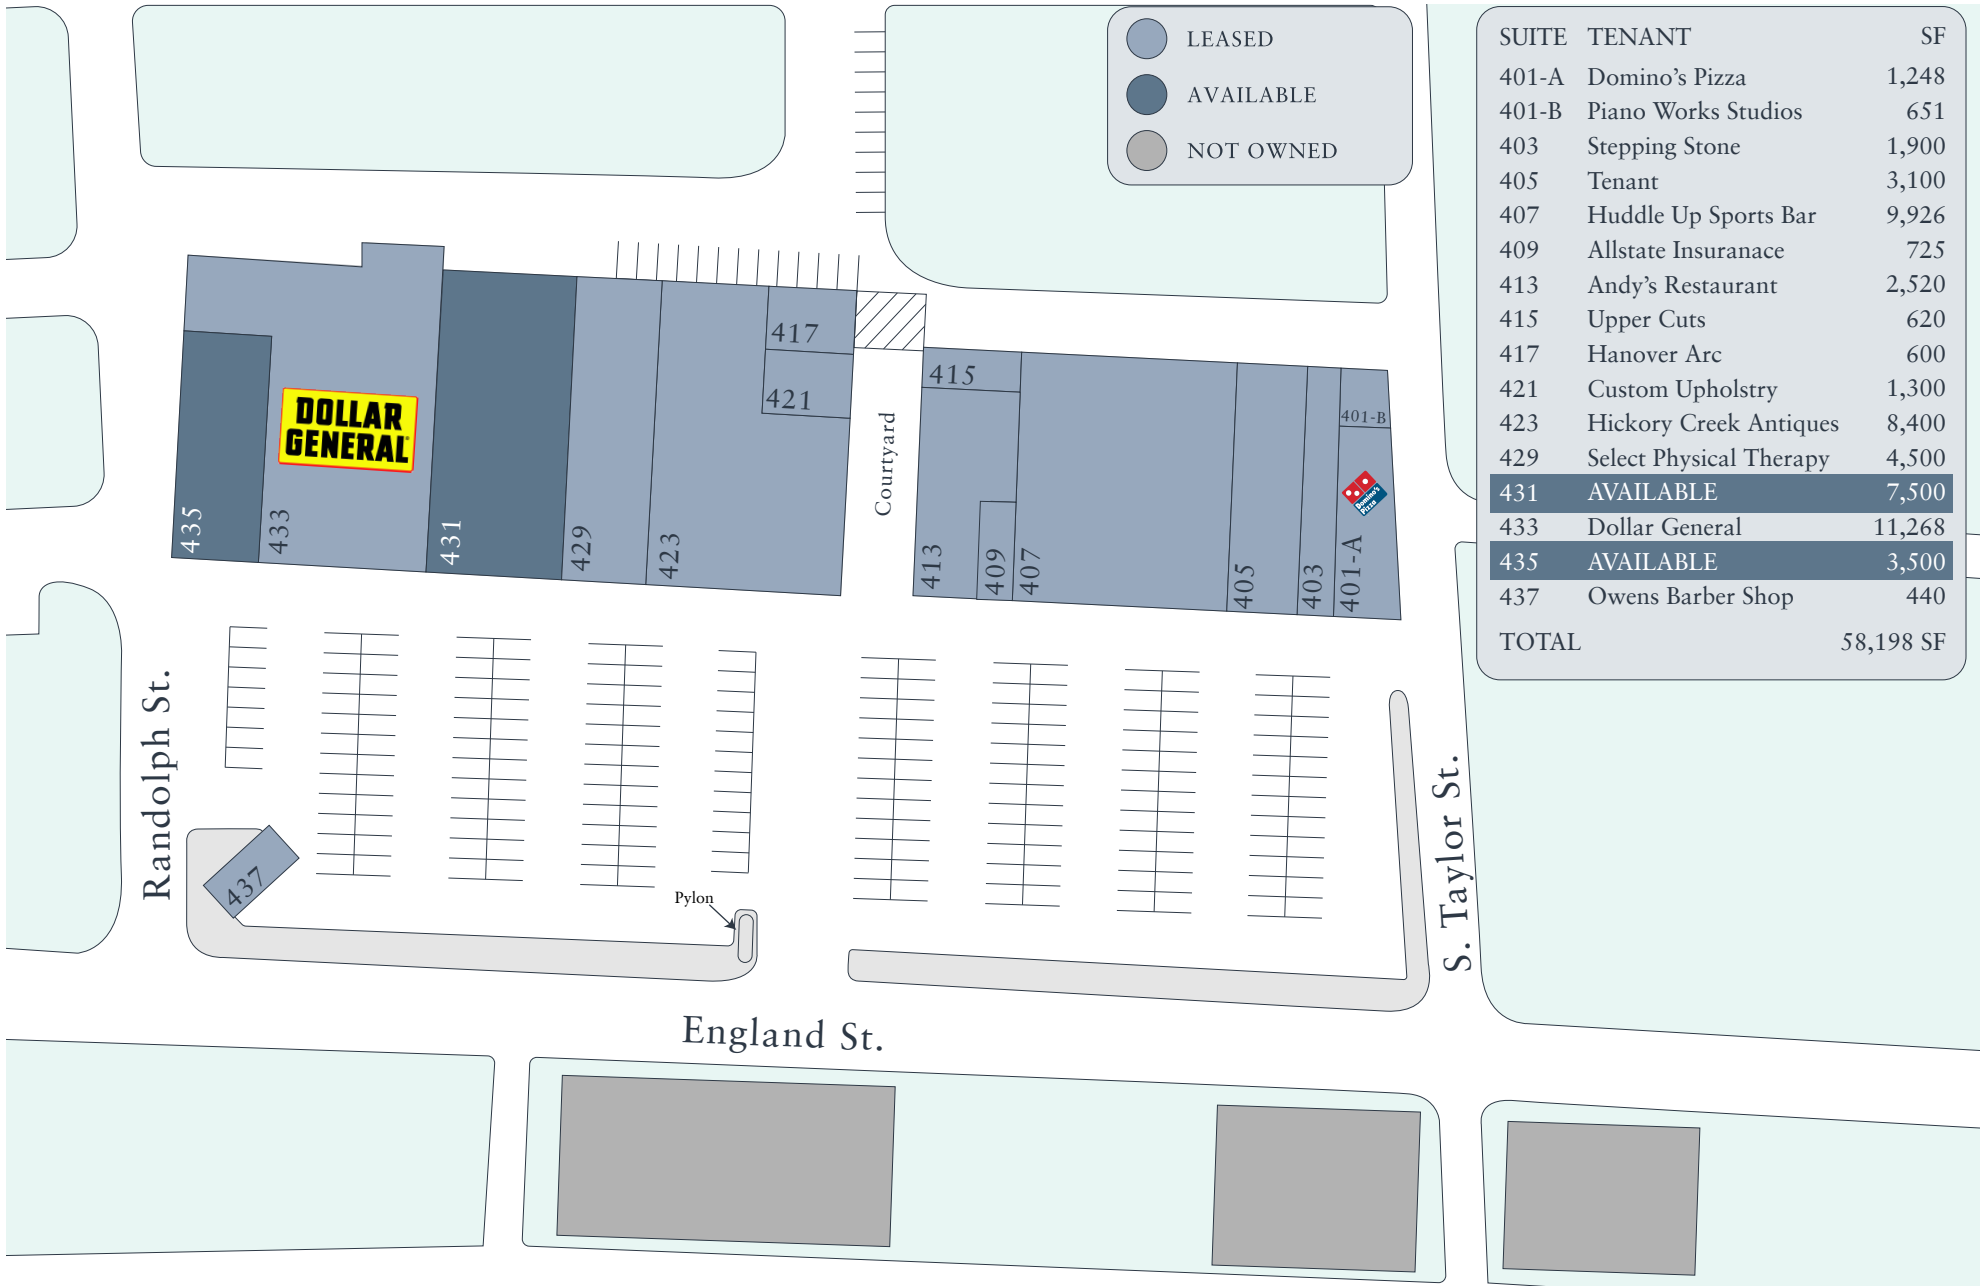 LEASED
AVAILABLE
NOT OWNED
SUITE TENANT SF
401-A Domino's Pizza 1,248
401-B Piano Works Studios 651
403 Stepping Stone 1,900
405 Tenant 3,100
407 Huddle Up Sports Bar 9,926
409 Allstate Insuranace 725
413 Andy's Restaurant 2,520
415 Upper Cuts 620
417 Hanover Arc 600
421 Custom Upholstry 1,300
423 Hickory Creek Antiques 8,400
429 Select Physical Therapy 4,500
431 AVAILABLE 7,500
433 Dollar General 11,268
435 AVAILABLE 3,500
437 Owens Barber Shop 440
TOTAL 58,198 SF
435
433
DOLLAR
GENERAL
431
429
423
417
421
Courtyard
415
413
409
407
405
403
401-A
401-B
Domino's
Pizza
Randolph St.
437
Pylon
S. Taylor St.
England St.